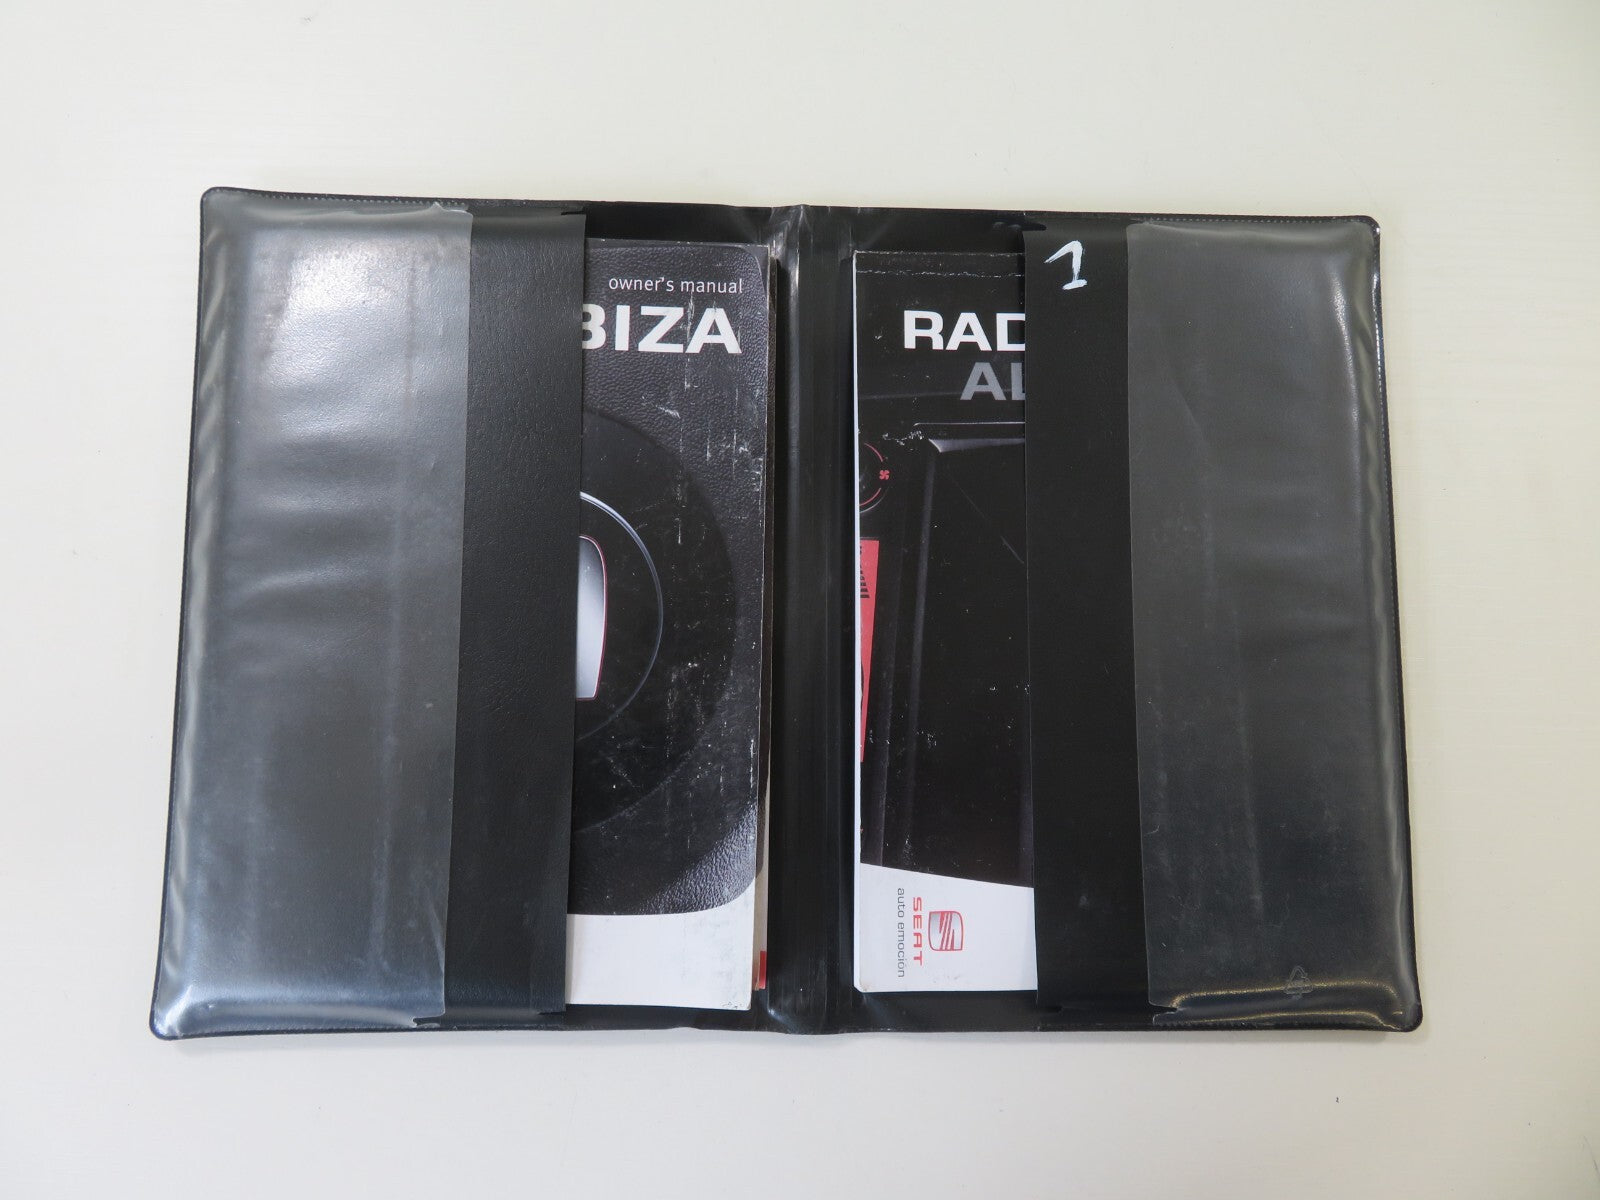 owner's manual
BIZA
1
RAD
AL
SEAT
auto emoción